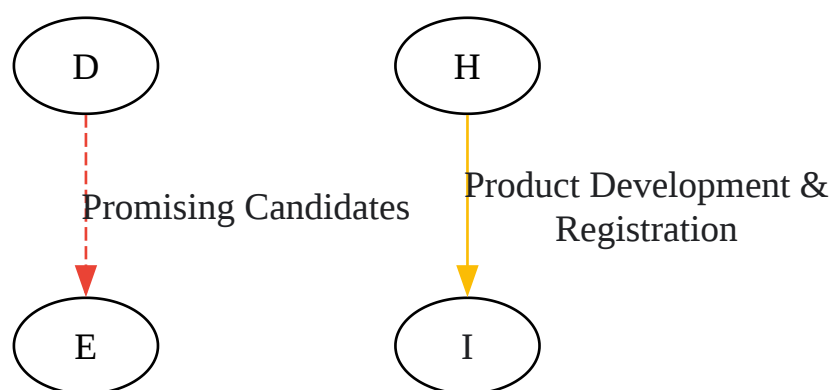 D
H
Promising Candidates
Product Development &
Registration
E
I